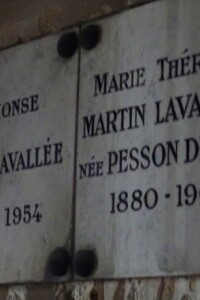 ONSE
AVALLÉE
1954
MARIE THÉR
MARTIN LAVA
NÉE PESSON D
1880-19